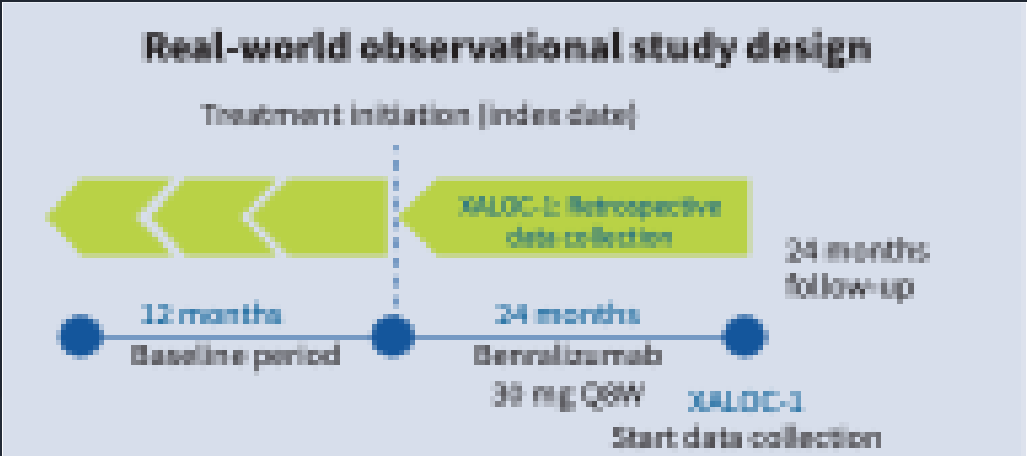 Real-world observational study design
Treatment initiation (index date)
XALOC-1: Retrospective
data collection
24 months
follow-up
12 months
24 months
Baseline period
Benralizumab
30 mg Q8W
XALOC-1
Start data collection